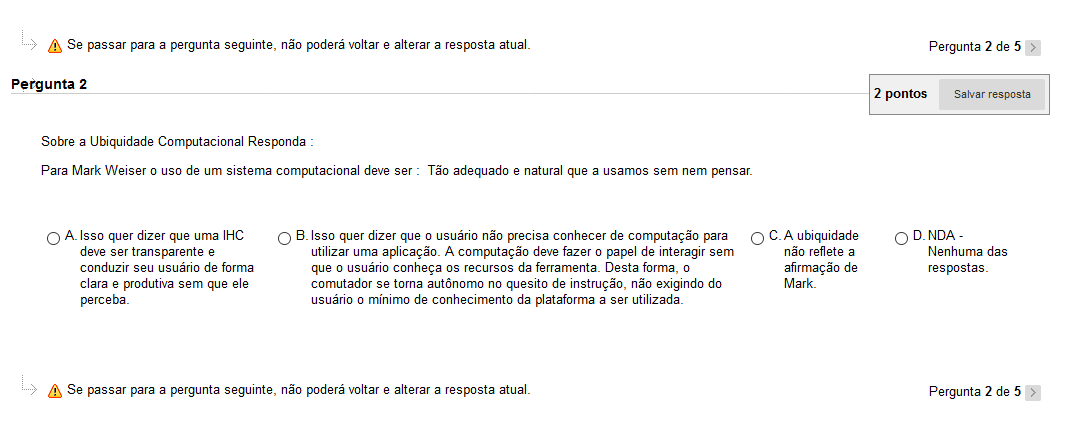 Se passar para a pergunta seguinte, não poderá voltar e alterar a resposta atual.
Pergunta 2 de 5
Pergunta 2
2 pontos
Salvar resposta
Sobre a Ubiquidade Computacional Responda :
Para Mark Weiser o uso de um sistema computacional deve ser : Tão adequado e natural que a usamos sem nem pensar.
A. Isso quer dizer que uma IHC
deve ser transparente e
conduzir seu usuário de forma
clara e produtiva sem que ele
perceba.
B. Isso quer dizer que o usuário não precisa conhecer de computação para
utilizar uma aplicação. A computação deve fazer o papel de interagir sem
que o usuário conheça os recursos da ferramenta. Desta forma, o
comutador se torna autônomo no quesito de instrução, não exigindo do
usuário o mínimo de conhecimento da plataforma a ser utilizada.
C. A ubiquidade
não reflete a
afirmação de
Mark.
D. NDA -
Nenhuma das
respostas.
Se passar para a pergunta seguinte, não poderá voltar e alterar a resposta atual.
Pergunta 2 de 5